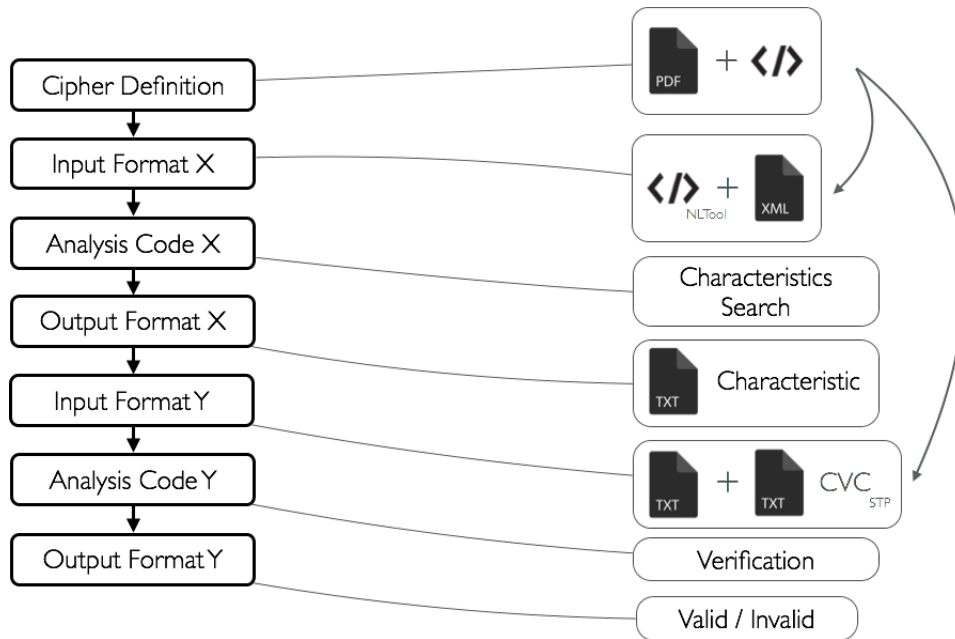 Cipher Definition
PDF + </>
Input Format X
</> + XML
NLTool
Analysis Code X
Characteristics
Search
Output Format X
TXT Characteristic
Input Format Y
TXT + TXT CVC
STP
Analysis Code Y
Verification
Output Format Y
Valid / Invalid